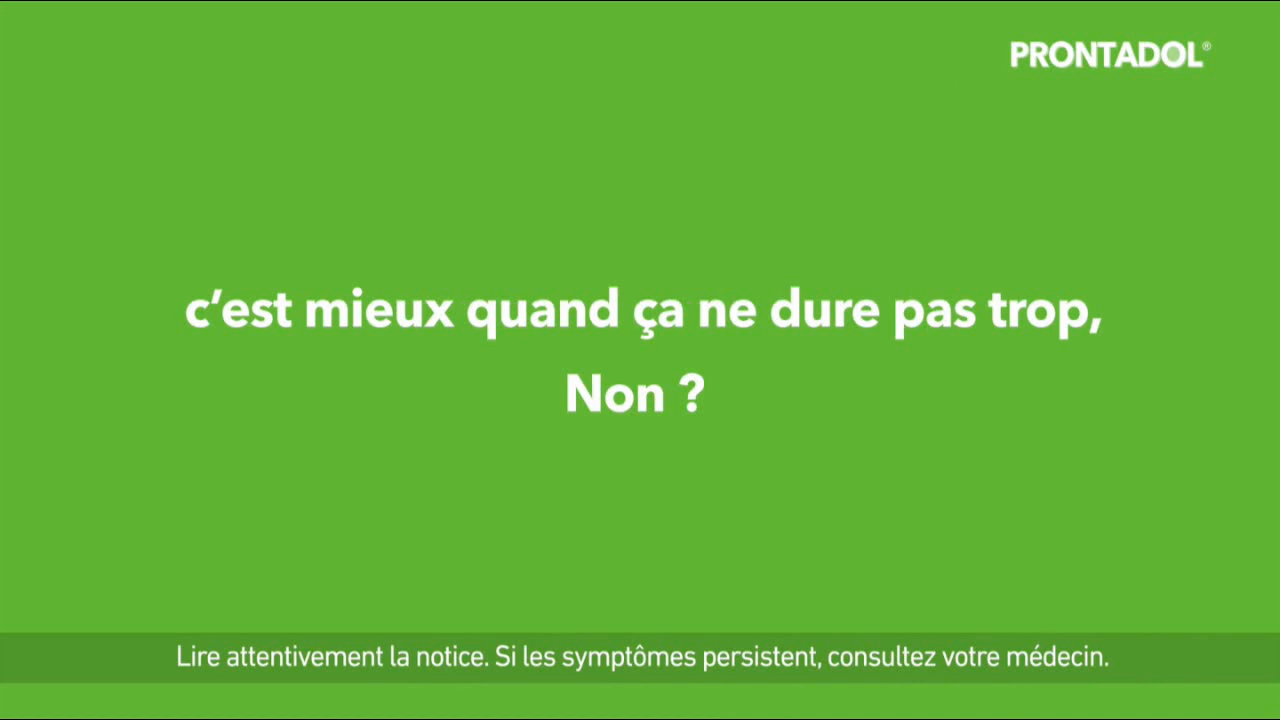 PRONTADOL®
c’est mieux quand ça ne dure pas trop,
Non ?
Lire attentivement la notice. Si les symptômes persistent, consultez votre médecin.